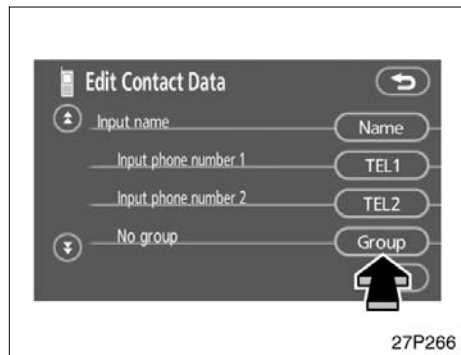 Edit Contact Data
Input name
Name
Input phone number 1
TEL1
Input phone number 2
TEL2
No group
Group
27P266